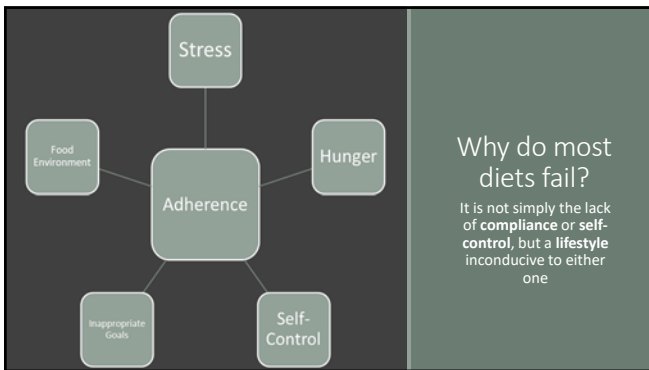 Stress
Food
Environment
Hunger
Adherence
Inappropriate
Goals
Self-
Control
Why do most
diets fail?
It is not simply the lack
of compliance or self-
control, but a lifestyle
inconducive to either
one